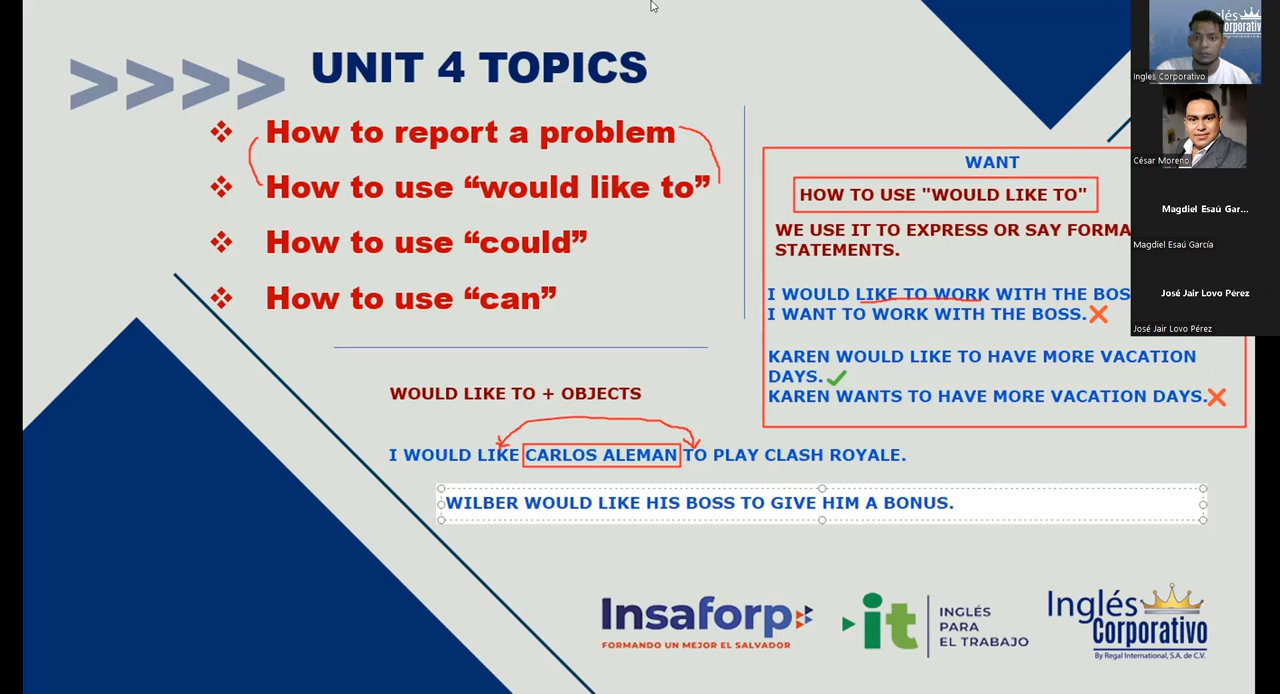 UNIT 4 TOPICS
How to report a problem
How to use “would like to”
How to use “could”
How to use “can”
WANT
HOW TO USE "WOULD LIKE TO"
WE USE IT TO EXPRESS OR SAY FORMA
STATEMENTS.
I WOULD LIKE TO WORK WITH THE BOS
I WANT TO WORK WITH THE BOSS.
KAREN WOULD LIKE TO HAVE MORE VACATION
DAYS.
KAREN WANTS TO HAVE MORE VACATION DAYS.
WOULD LIKE TO + OBJECTS
I WOULD LIKE CARLOS ALEMAN TO PLAY CLASH ROYALE.
WILBER WOULD LIKE HIS BOSS TO GIVE HIM A BONUS.
Insaforp
FORMANDO UN MEJOR EL SALVADOR
it
INGLÉS
PARA
EL TRABAJO
Inglés
Corporativo
By Regal International, S.A. de C.V.
Ingles Corporativo
César Moreno
Magdiel Esaú Gar...
Magdiel Esaú García
José Jair Lovo Pérez
José Jair Lovo Pérez